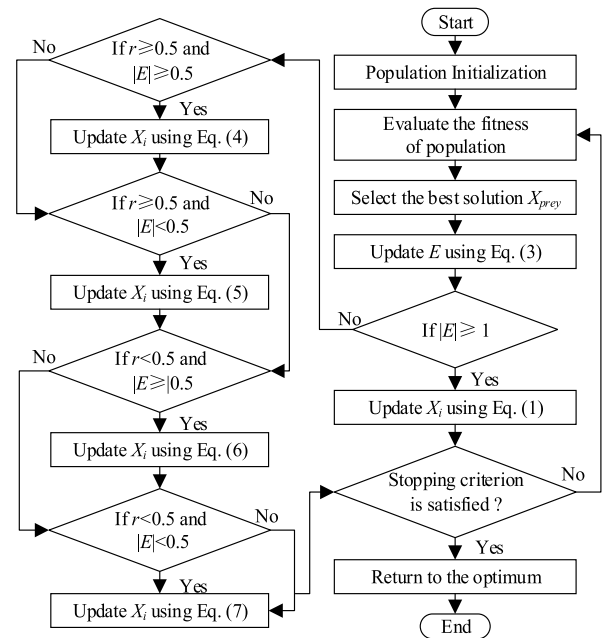 Start
Population Initialization
Evaluate the fitness
of population
Select the best solution Xprey
Update E using Eq. (3)
If |E|≥ 1
No
Yes
Update Xi using Eq. (1)
Stopping criterion
is satisfied ?
No
Yes
Return to the optimum
End
No
If r≥0.5 and
|E|≥0.5
Yes
Update Xi using Eq. (4)
If r≥0.5 and
|E|<0.5
No
Yes
Update Xi using Eq. (5)
No
If r<0.5 and
|E≥|0.5
Yes
Update Xi using Eq. (6)
If r<0.5 and
|E|<0.5
No
Yes
Update Xi using Eq. (7)